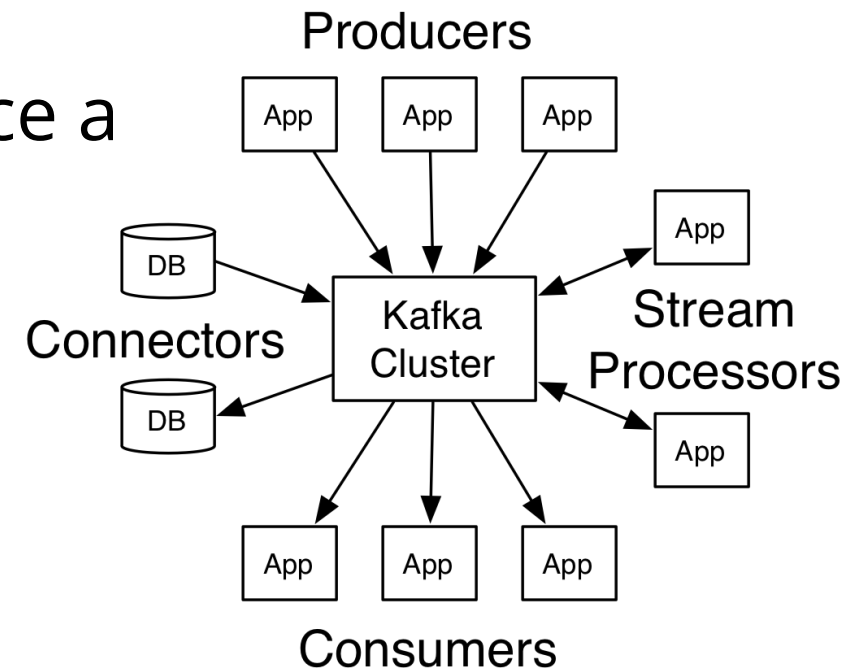 Producers
ce a
App
App
App
App
DB
Kafka
Cluster
Stream
Processors
Connectors
DB
App
App
App
App
Consumers